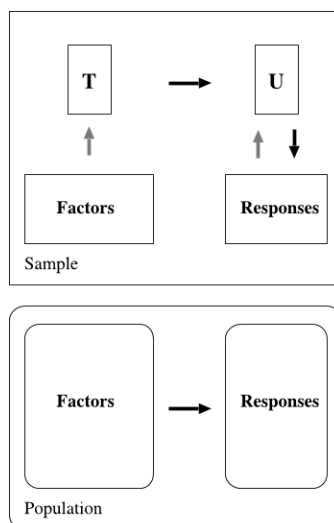 T U
Factors Responses
Sample
Factors Responses
Population